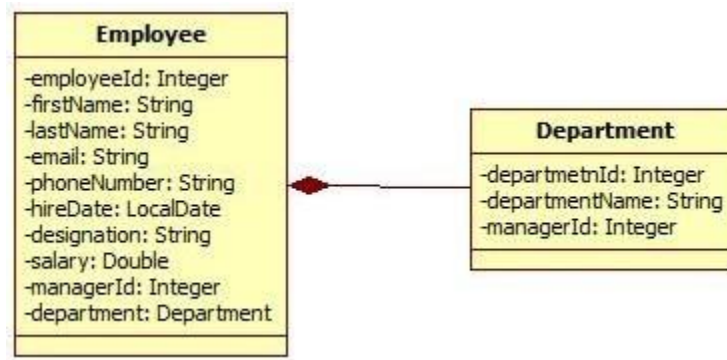 Employee
-employeeId: Integer
-firstName: String
-lastName: String
-email: String
-phoneNumber: String
-hireDate: LocalDate
-designation: String
-salary: Double
-managerId: Integer
-department: Department
Department
-departmetnId: Integer
-departmentName: String
-managerId: Integer